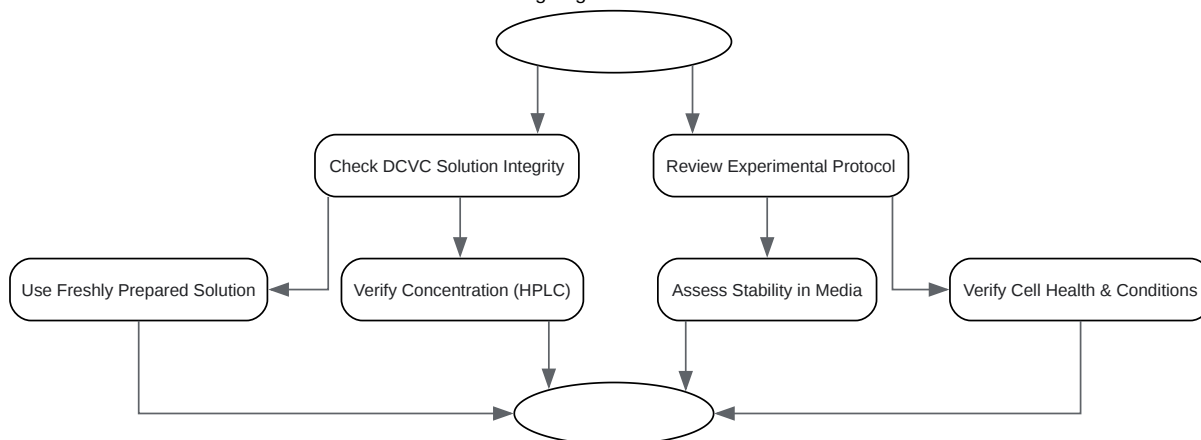 Check DCVC Solution Integrity
Review Experimental Protocol
Use Freshly Prepared Solution
Verify Concentration (HPLC)
Assess Stability in Media
Verify Cell Health & Conditions